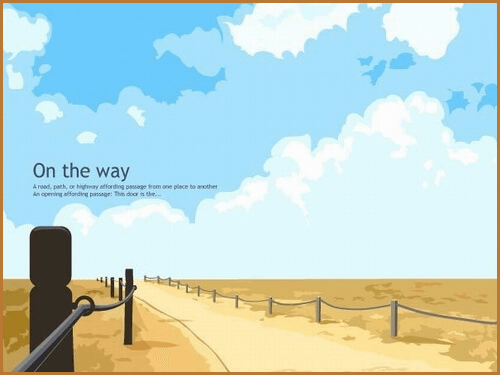 On the way
A road, path, or highway affording passage from one place to another
An opening affording passage: This door is the...